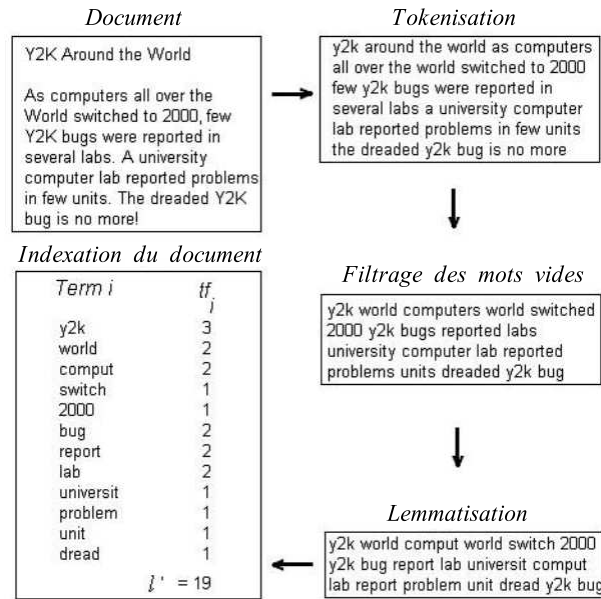 Document
Y2K Around the World
As computers all over the
World switched to 2000, few
Y2K bugs were reported in
several labs. A university
computer lab reported problems
in few units. The dreaded Y2K
bug is no more!
Tokenisation
y2k around the world as computers
all over the world switched to 2000
few y2k bugs were reported in
several labs a university computer
lab reported problems in few units
the dreaded y2k bug is no more
Filtrage des mots vides
y2k world computers world switched
2000 y2k bugs reported labs
university computer lab reported
problems units dreaded y2k bug
Lemmatisation
y2k world comput world switch 2000
y2k bug report lab universit comput
lab report problem unit dread y2k bug
Indexation du document
Term i tf i
y2k 3
world 2
comput 2
switch 1
2000 1
bug 2
report 2
lab 2
universit 1
problem 1
unit 1
dread 1
l' = 19